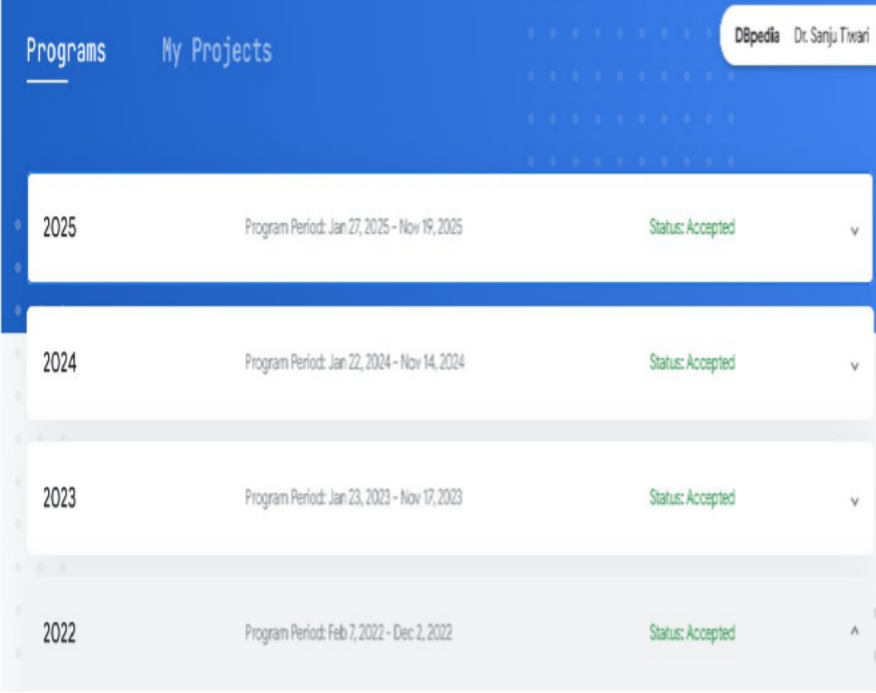 Programs My Projects DBpedia Dr. Sanju Tiwari
2025 Program Period: Jan 27, 2025 - Nov 19, 2025 Status: Accepted
2024 Program Period: Jan 22, 2024 - Nov 14, 2024 Status: Accepted
2023 Program Period: Jan 23, 2023 - Nov 17, 2023 Status: Accepted
2022 Program Period: Feb 7, 2022 - Dec 2, 2022 Status: Accepted